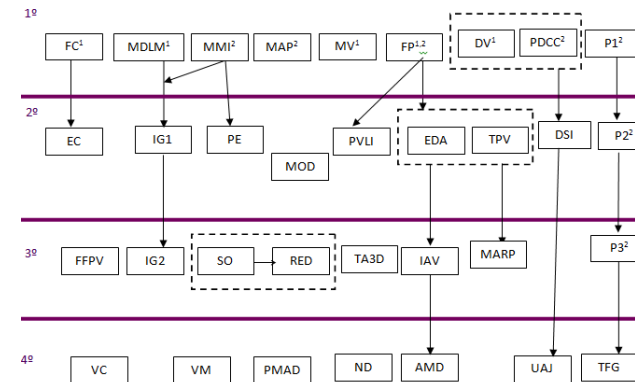 1º
FC¹ MDLM¹ MMI² MAP² MV¹ FP¹,² DV¹ PDCC² P1²
2º
EC IG1 PE MOD PVLI EDA TPV DSI P2²
3º
FFPV IG2 SO RED TA3D IAV MARP P3²
4º
VC VM PMAD ND AMD UAJ TFG